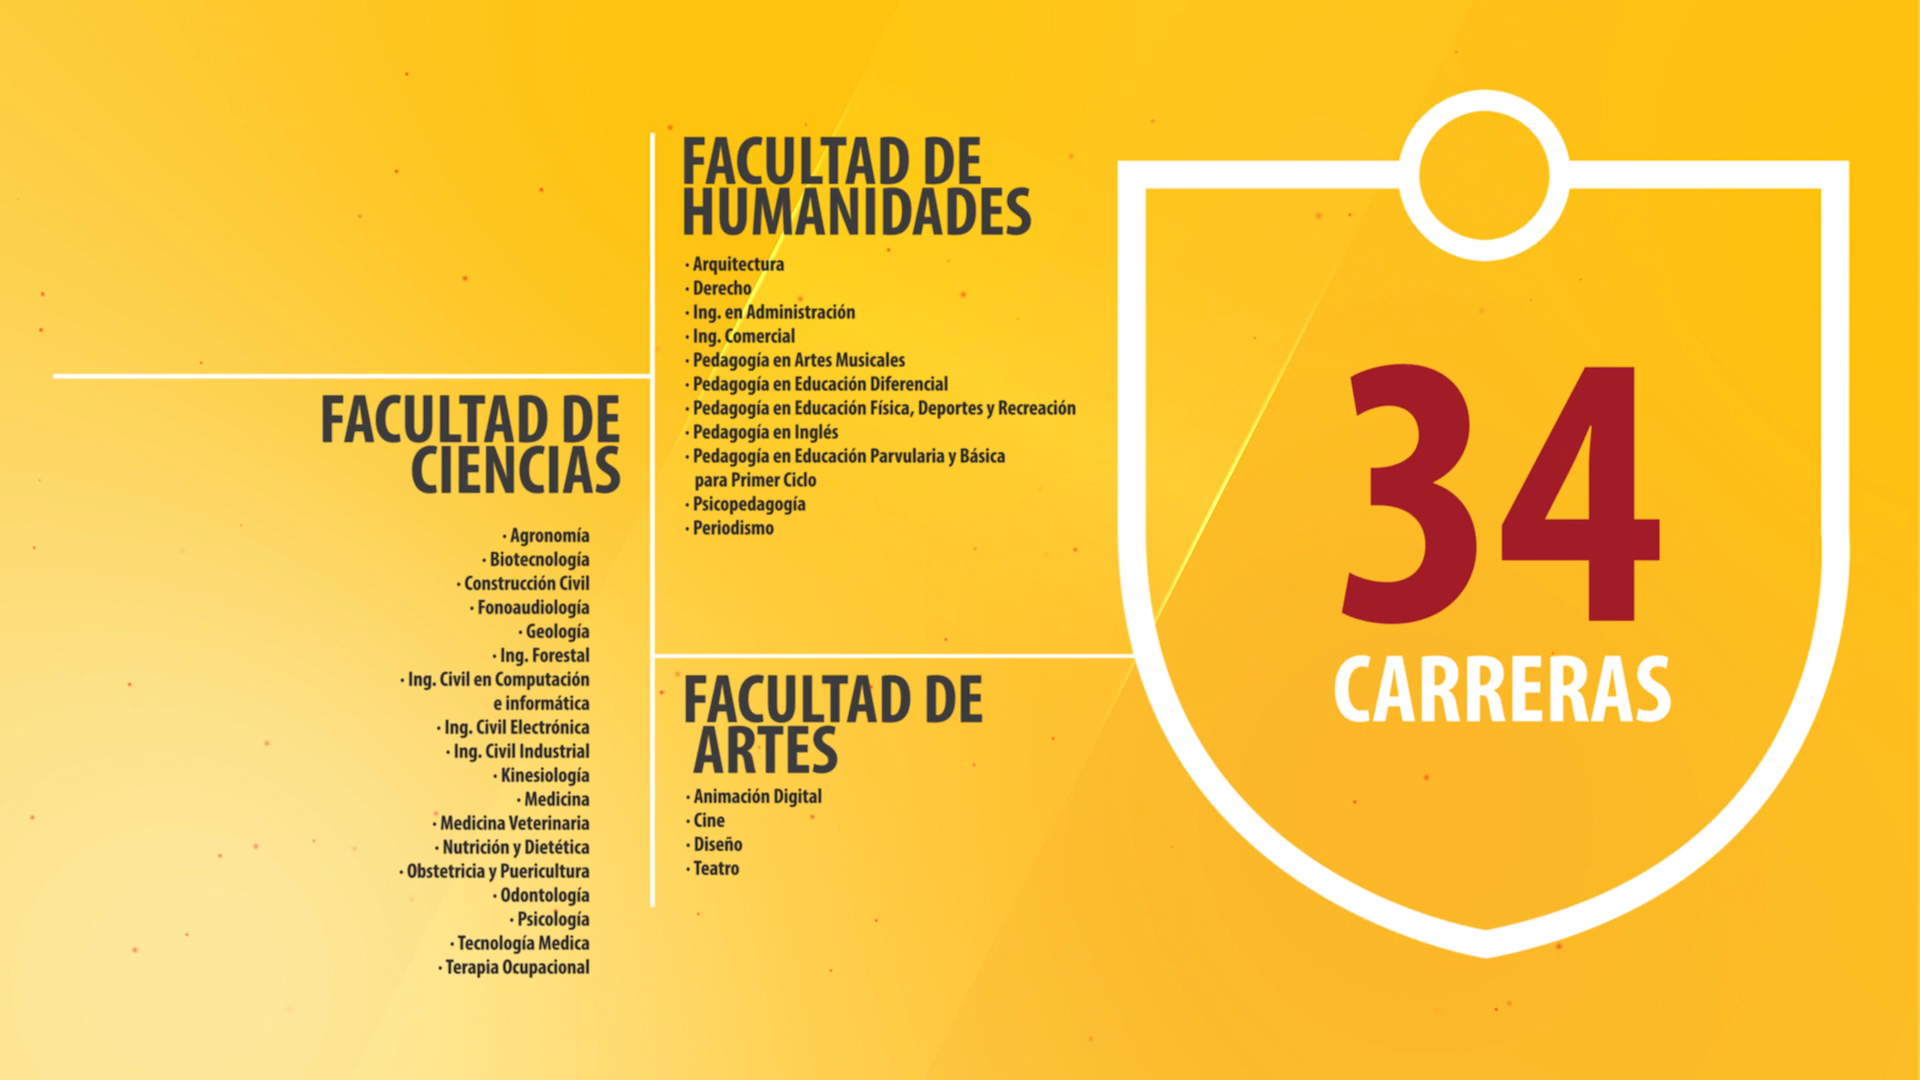 FACULTAD DE
HUMANIDADES
· Arquitectura
· Derecho
· Ing. en Administración
· Ing. Comercial
· Pedagogía en Artes Musicales
· Pedagogía en Educación Diferencial
· Pedagogía en Educación Física, Deportes y Recreación
· Pedagogía en Inglés
· Pedagogía en Educación Parvularia y Básica
para Primer Ciclo
· Psicopedagogía
· Periodismo
FACULTAD DE
CIENCIAS
· Agronomía
· Biotecnología
· Construcción Civil
· Fonoaudiología
· Geología
· Ing. Forestal
· Ing. Civil en Computación
e informática
· Ing. Civil Electrónica
· Ing. Civil Industrial
· Kinesiología
· Medicina
· Medicina Veterinaria
· Nutrición y Dietética
· Obstetricia y Puericultura
· Odontología
· Psicología
· Tecnología Medica
· Terapia Ocupacional
FACULTAD DE
ARTES
· Animación Digital
· Cine
· Diseño
· Teatro
34
CARRERAS